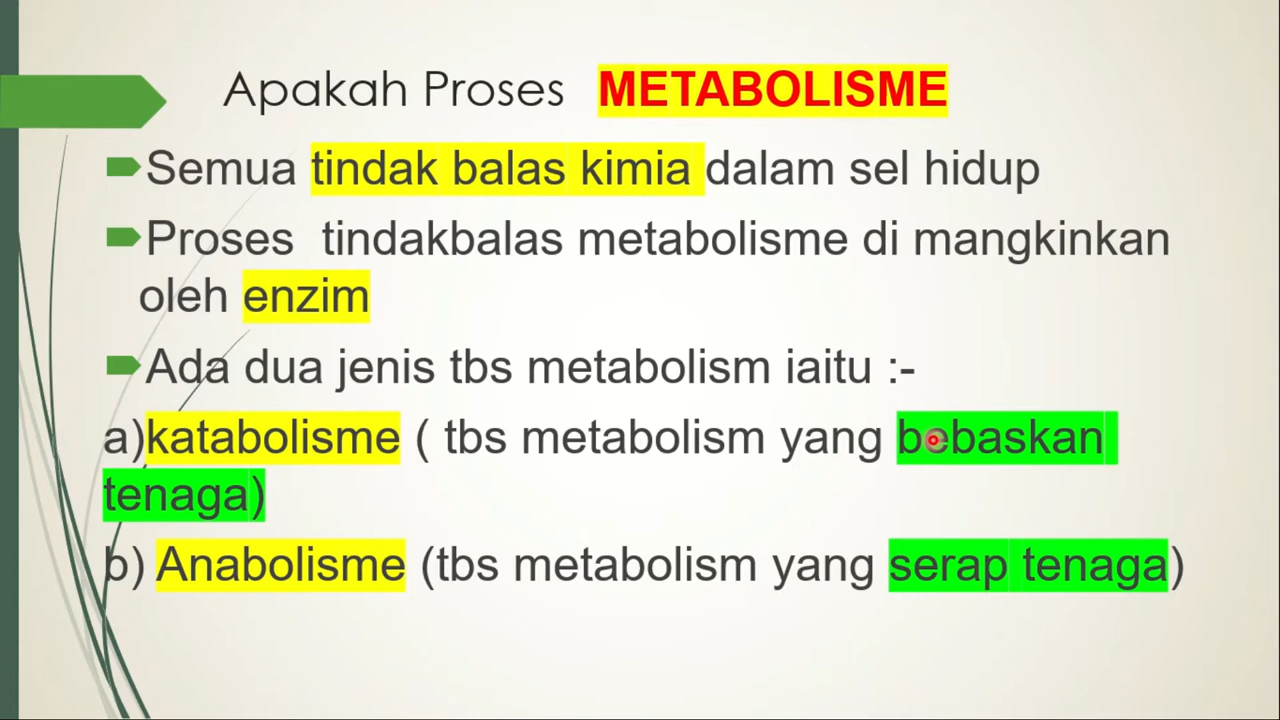 Apakah Proses METABOLISME
Semua tindak balas kimia dalam sel hidup
Proses tindakbalas metabolisme di mangkinkan
oleh enzim
Ada dua jenis tbs metabolism iaitu :-
a)katabolisme ( tbs metabolism yang bebaskan
tenaga)
b) Anabolisme (tbs metabolism yang serap tenaga)